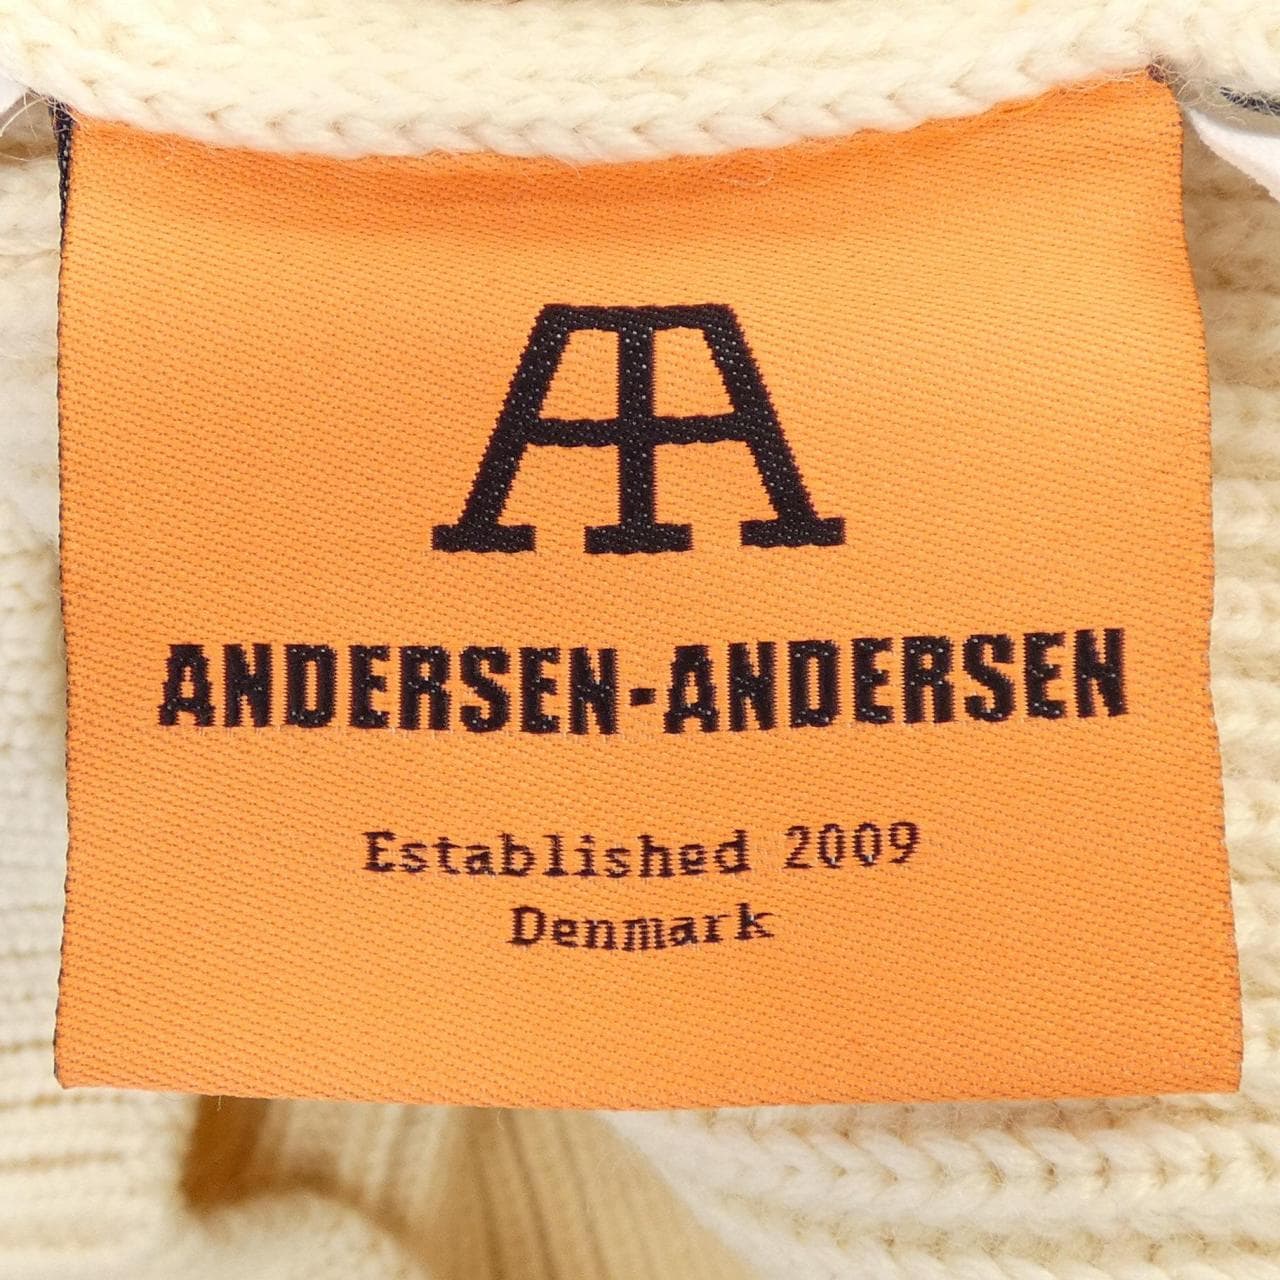 ANDERSEN-ANDERSEN
Established 2009
Denmark